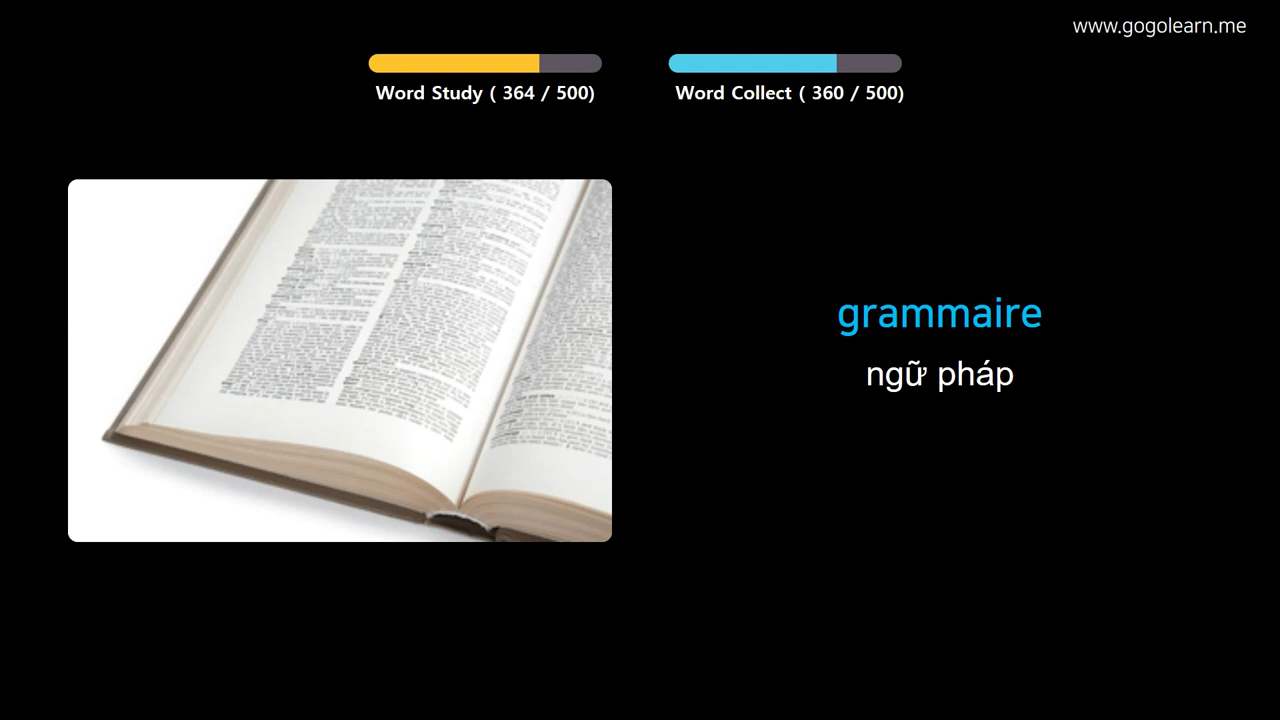 www.gogolearn.me
Word Study ( 364 / 500)
Word Collect ( 360 / 500)
grammaire
ngữ pháp